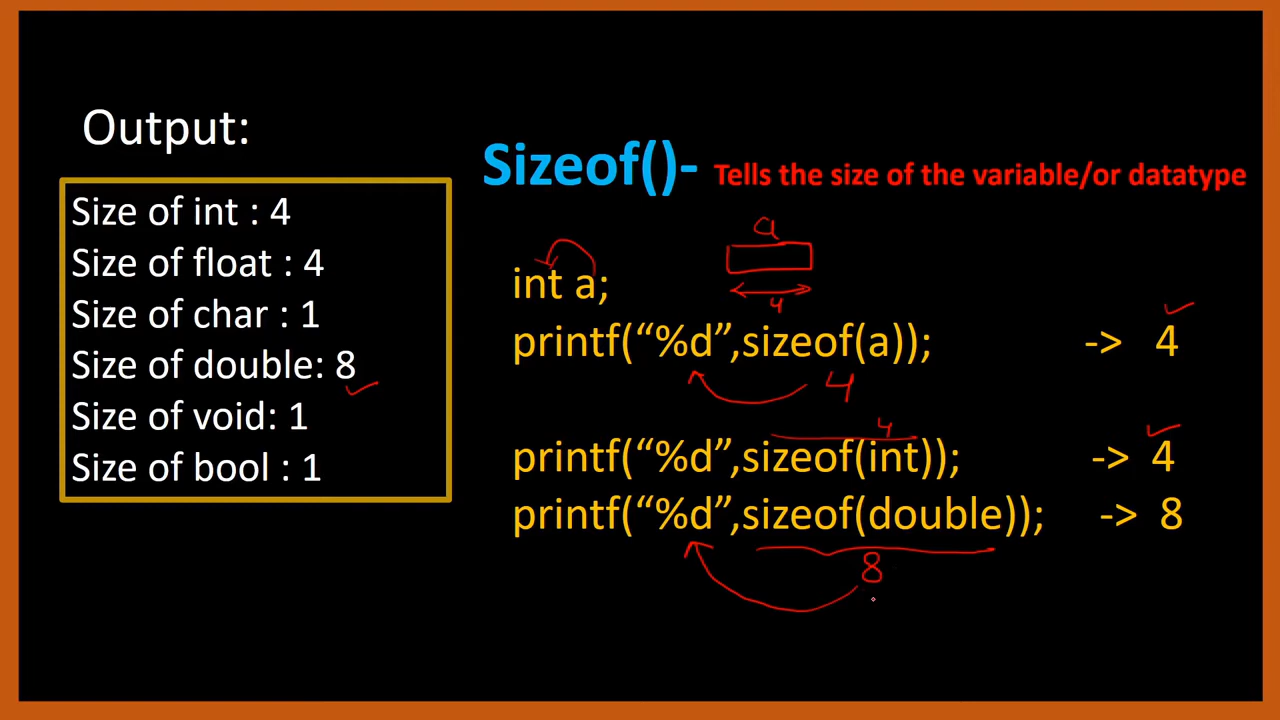 Output:
Size of int : 4
Size of float : 4
Size of char : 1
Size of double: 8
Size of void: 1
Size of bool : 1
Sizeof()- Tells the size of the variable/or datatype
a
int a;
4
printf(“%d”,sizeof(a)); -> 4
4
4
printf(“%d”,sizeof(int)); -> 4
printf(“%d”,sizeof(double)); -> 8
8